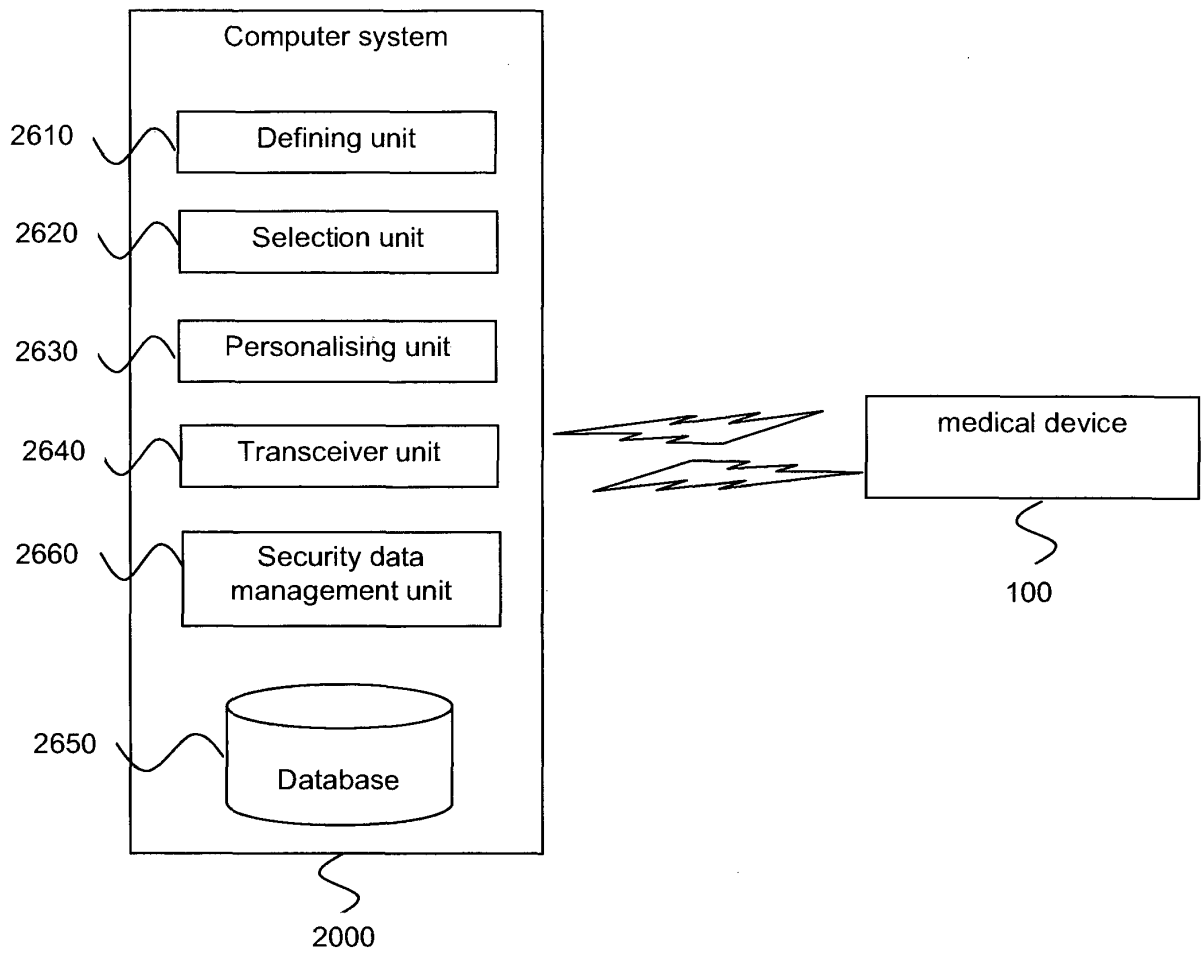 Computer system
2610
Defining unit
2620
Selection unit
2630
Personalising unit
2640
Transceiver unit
2660
Security data
management unit
2650
Database
2000
medical device
100